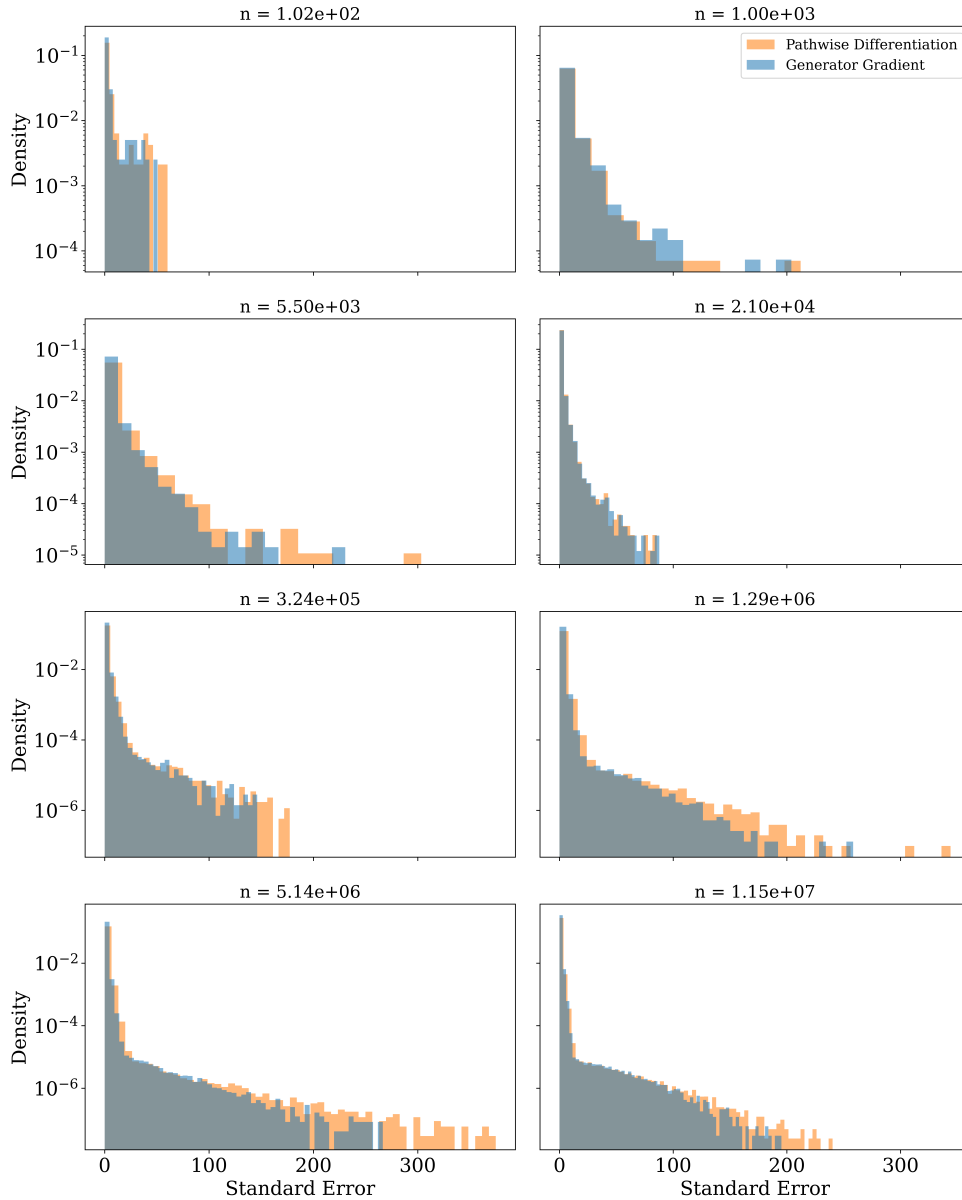 n = 1.02e+02
n = 1.00e+03
Density
10⁻¹
10⁻²
10⁻³
10⁻⁴
Pathwise Differentiation
Generator Gradient
Density
n = 5.50e+03
n = 2.10e+04
Density
10⁻¹
10⁻²
10⁻³
10⁻⁴
10⁻⁵
n = 3.24e+05
n = 1.29e+06
Density
10⁻²
10⁻⁴
10⁻⁶
n = 5.14e+06
n = 1.15e+07
Density
10⁻²
10⁻⁴
10⁻⁶
0 100 200 300
0 100 200 300
Standard Error
Standard Error